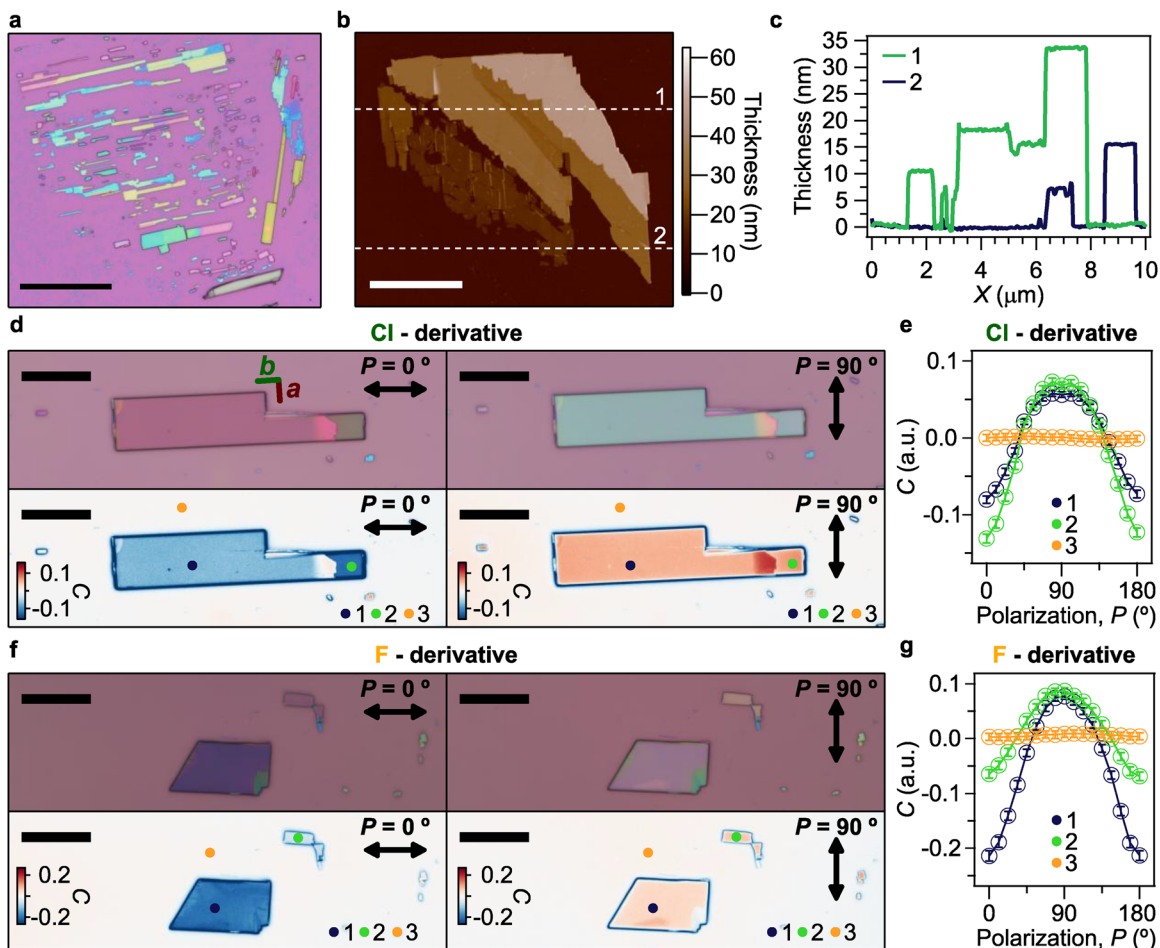 a
b
1
2
60
50
40
30
20
10
0
Thickness (nm)
c
1
2
35
30
25
20
15
10
5
0
Thickness (nm)
0 2 4 6 8 10
X (μm)
d
Cl - derivative
b
a
P = 0 º
P = 90 º
0.1
-0.1
C
P = 0 º
1 2 3
0.1
-0.1
C
P = 90 º
1 2 3
e
Cl - derivative
0.1
0.0
-0.1
C (a.u.)
1
2
3
0 90 180
Polarization, P (º)
f
F - derivative
P = 0 º
P = 90 º
0.2
-0.2
C
P = 0 º
1 2 3
0.2
-0.2
C
P = 90 º
1 2 3
g
F - derivative
0.1
0.0
-0.1
-0.2
C (a.u.)
1
2
3
0 90 180
Polarization, P (º)